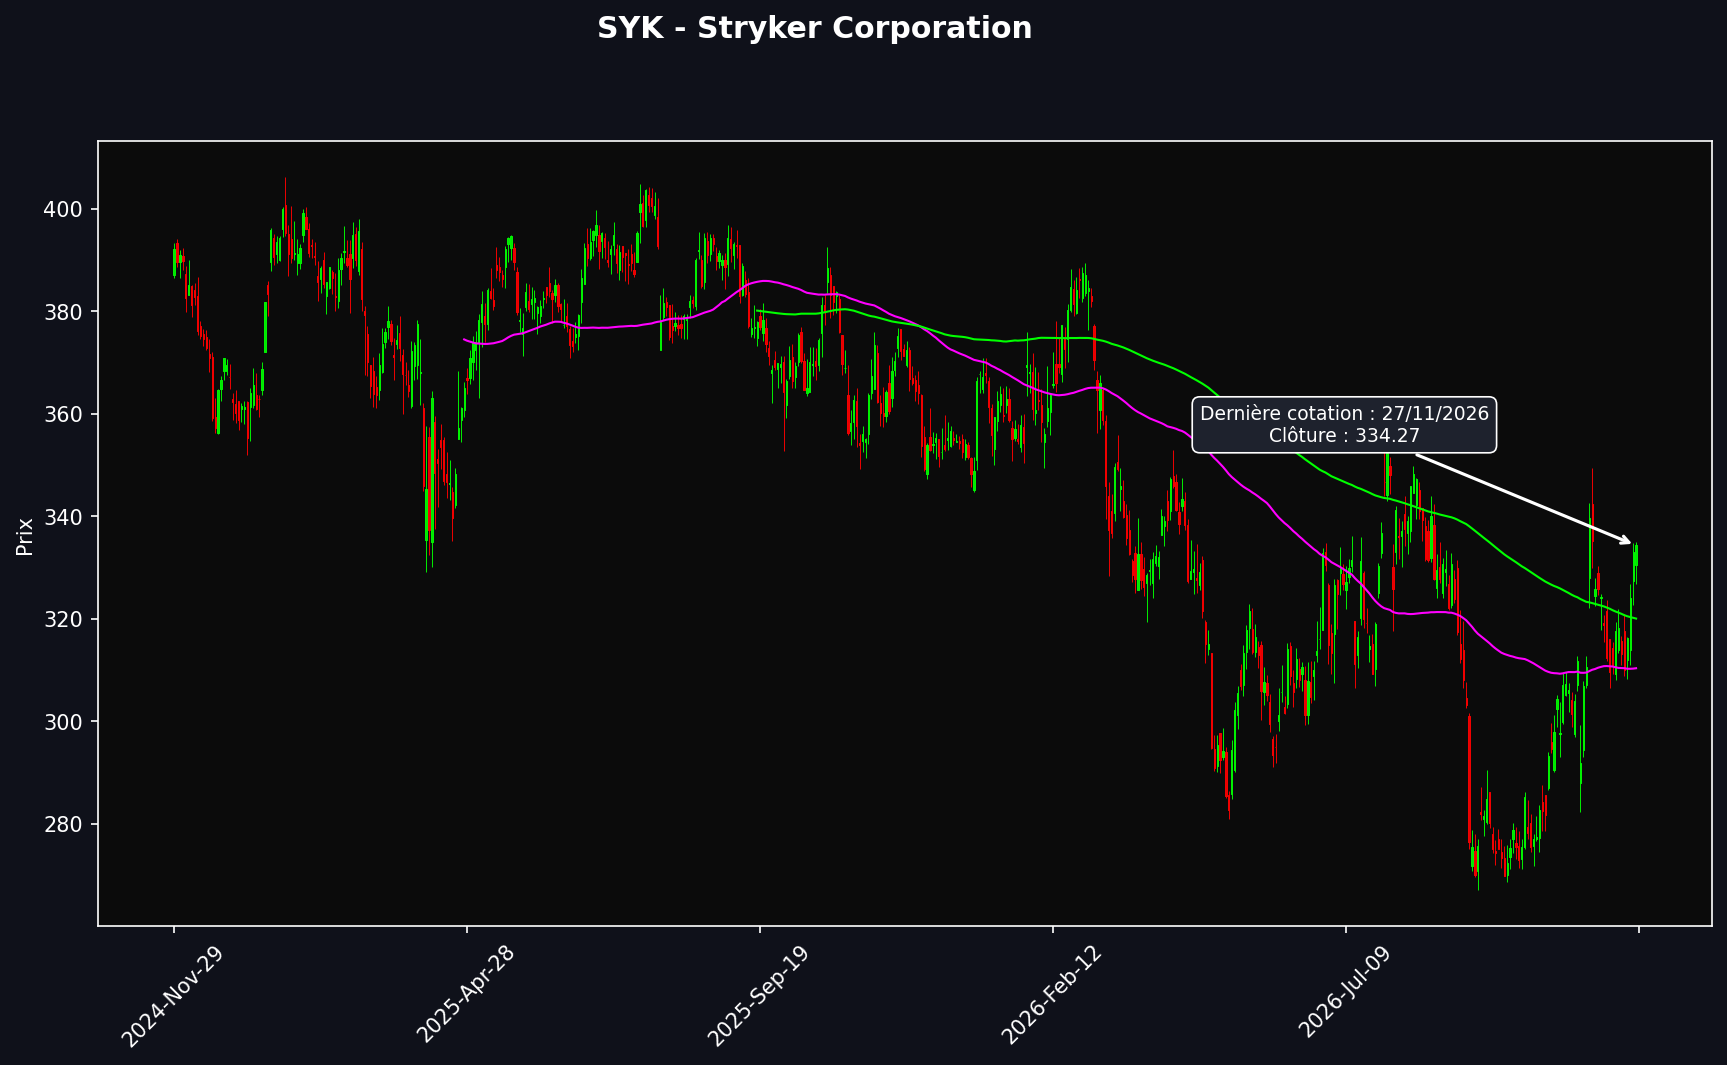 SYK - Stryker Corporation
400
380
360
340
320
300
280
Prix
Dernière cotation : 27/11/2026
Clôture : 334.27
2024-Nov-29
2025-Apr-28
2025-Sep-19
2026-Feb-12
2026-Jul-09